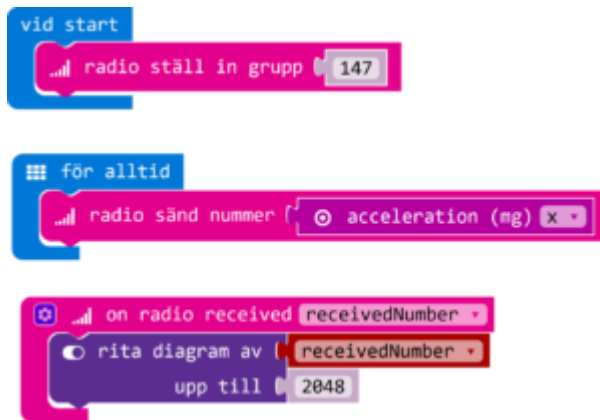 vid start
radio ställ in grupp 147
för alltid
radio sänd nummer acceleration (mg) x
on radio received receivedNumber
rita diagram av receivedNumber
upp till 2048